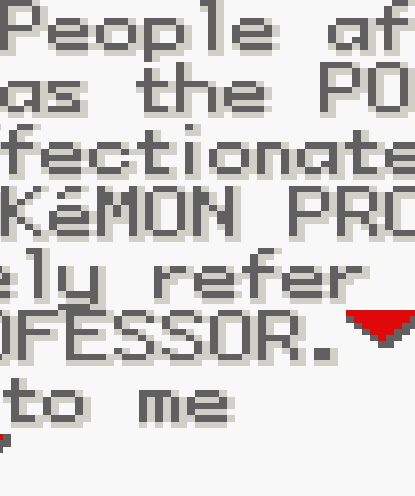 People af
as the PO
fectionate
KéMON PRO
ely refer
OFESSOR.
to me